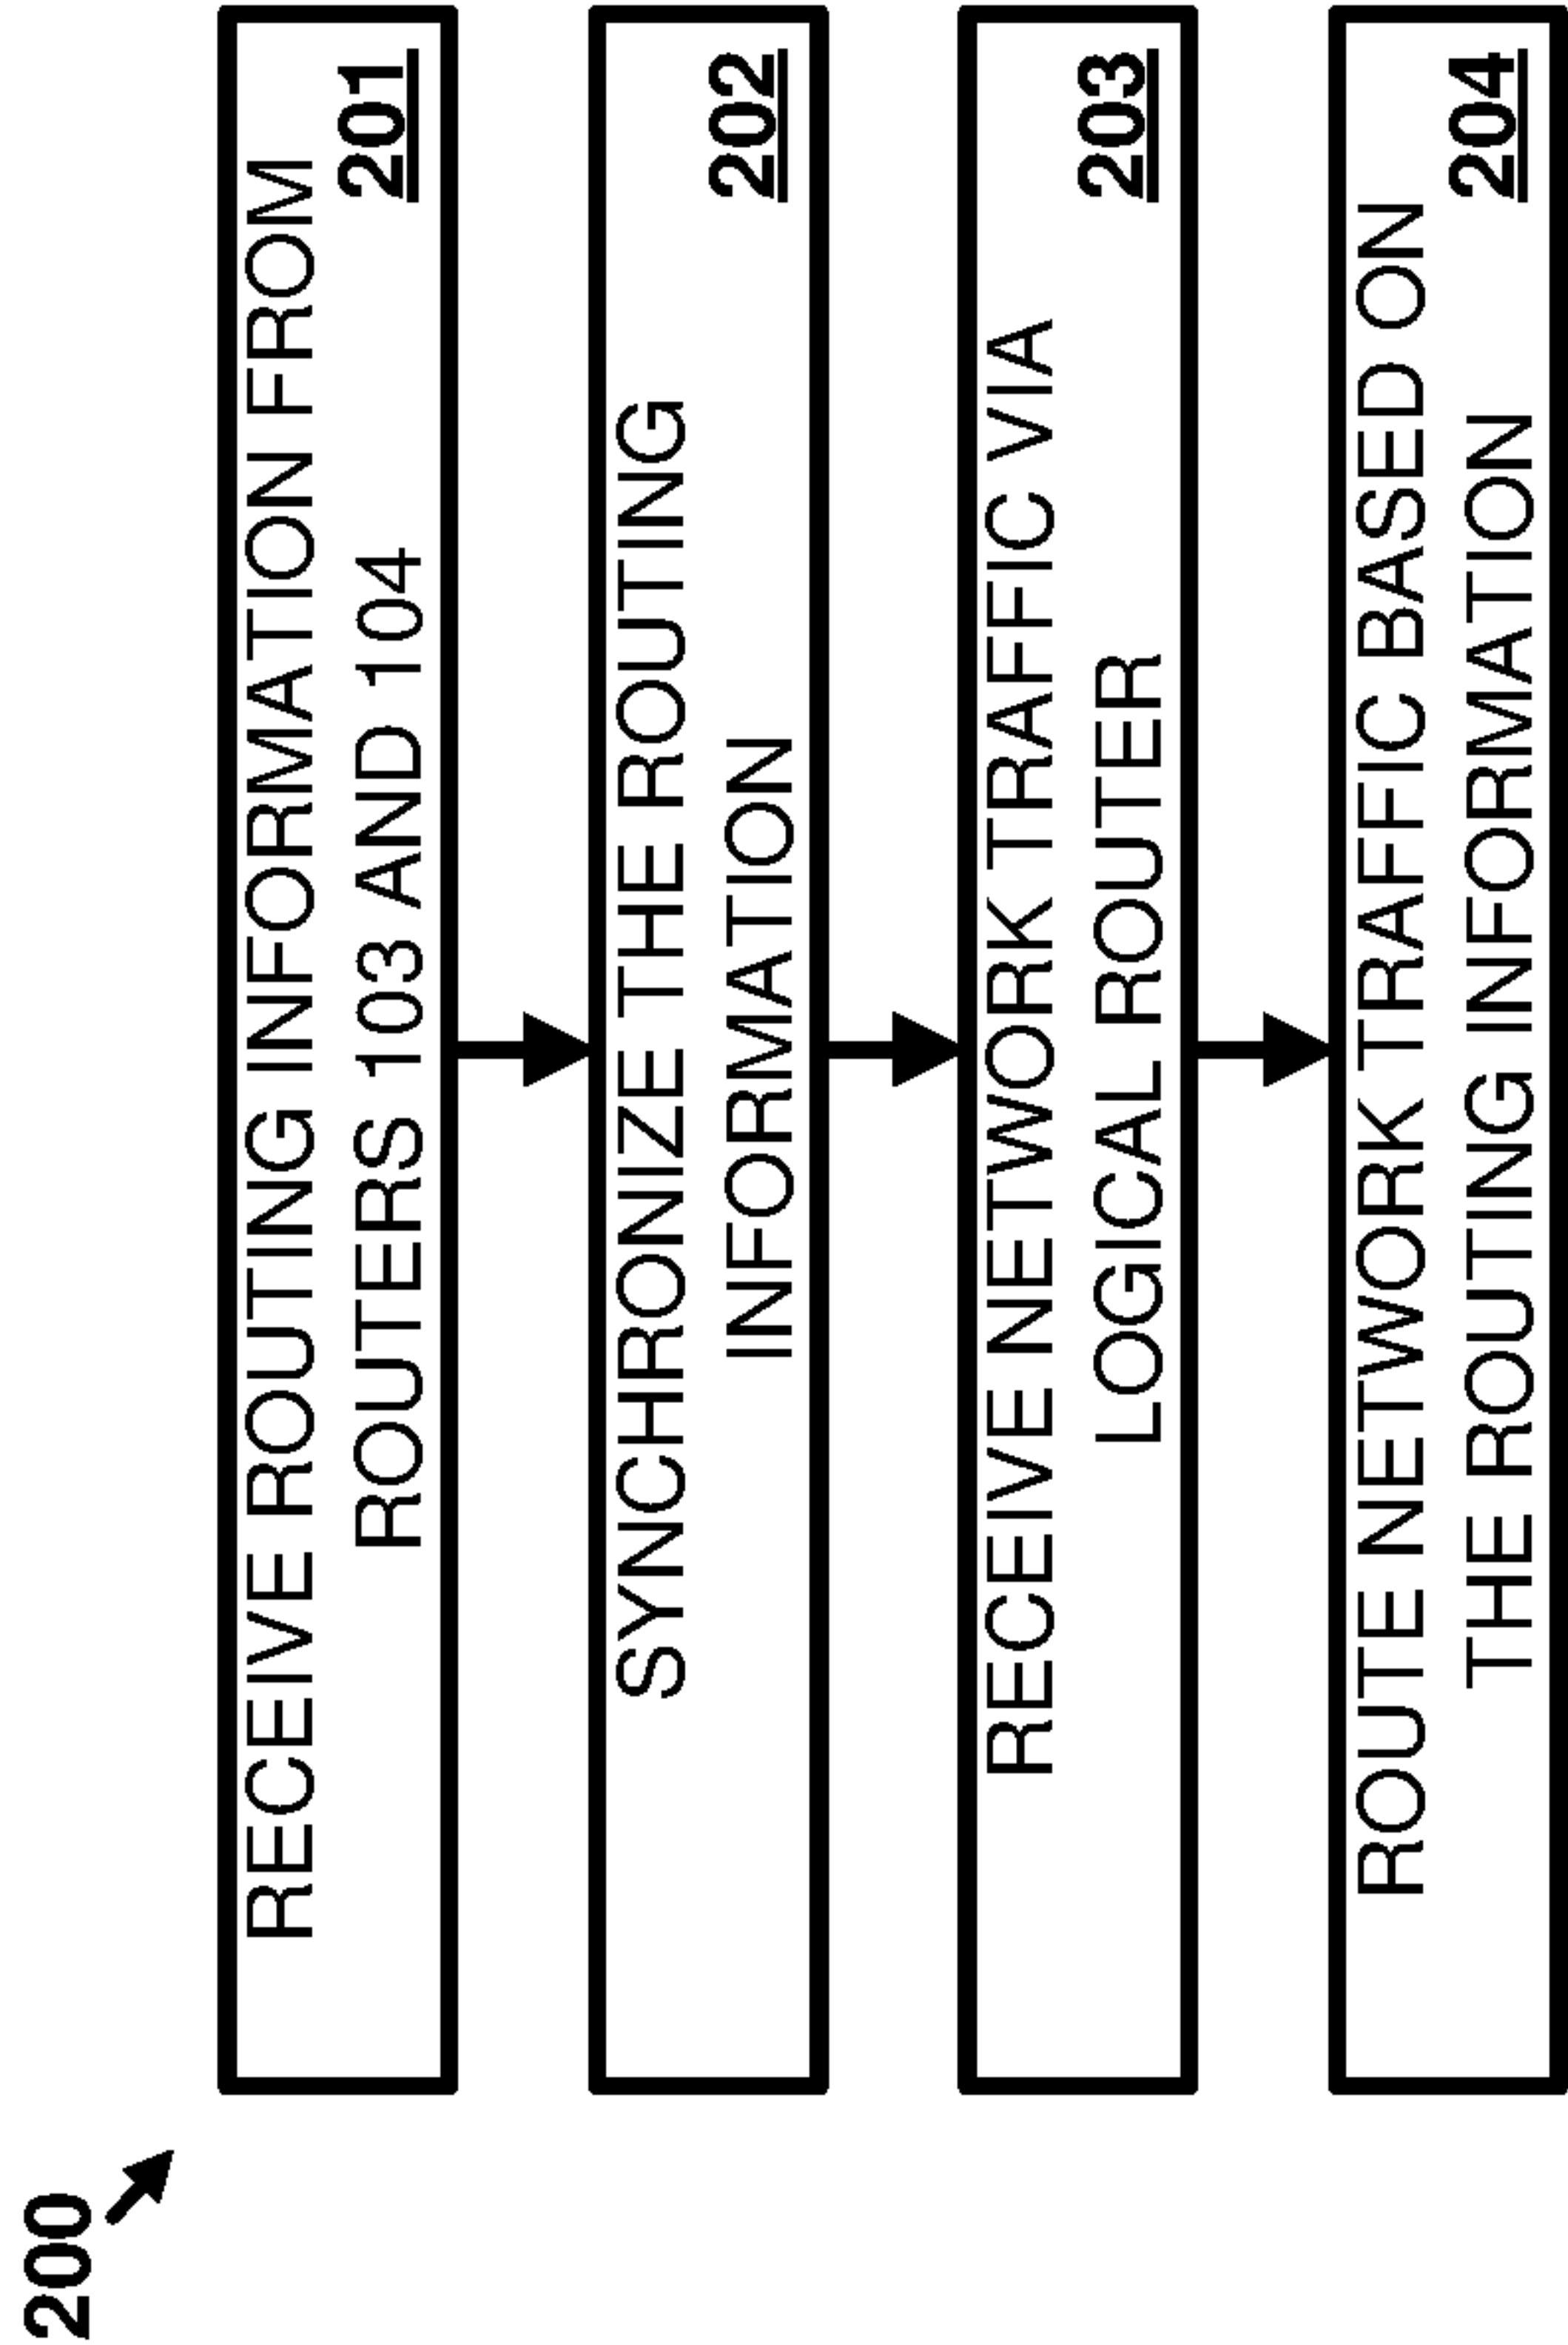 200
RECEIVE ROUTING INFORMATION FROM
ROUTERS 103 AND 104
201
SYNCHRONIZE THE ROUTING
INFORMATION
202
RECEIVE NETWORK TRAFFIC VIA
LOGICAL ROUTER
203
ROUTE NETWORK TRAFFIC BASED ON
THE ROUTING INFORMATION
204